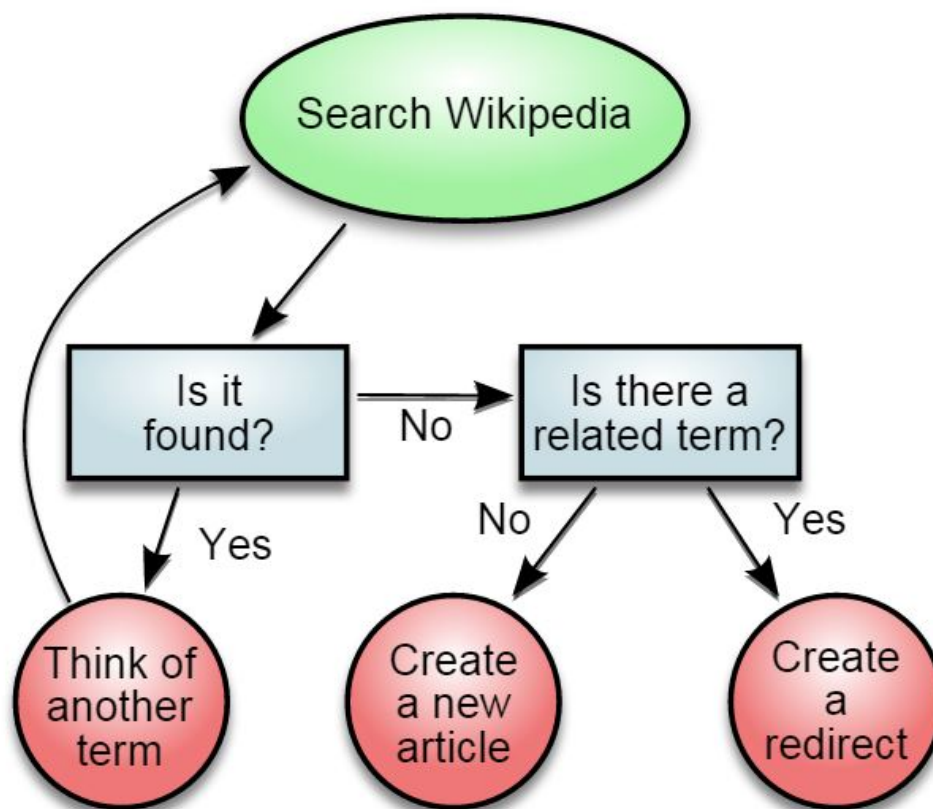 Search Wikipedia
Is it
found?
No
Is there a
related term?
Yes
No
Yes
Think of
another
term
Create
a new
article
Create
a
redirect